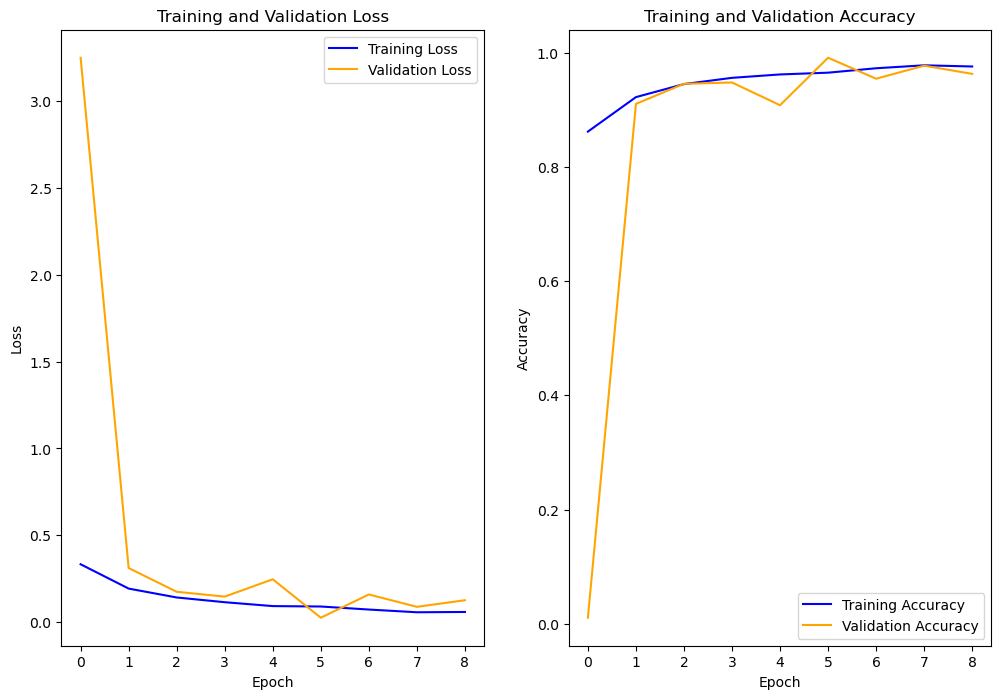 Training and Validation Loss
Training Loss
Validation Loss
3.0
2.5
2.0
1.5
1.0
0.5
0.0
Loss
0 1 2 3 4 5 6 7 8
Epoch
Training and Validation Accuracy
1.0
0.8
0.6
0.4
0.2
0.0
Accuracy
Training Accuracy
Validation Accuracy
0 1 2 3 4 5 6 7 8
Epoch